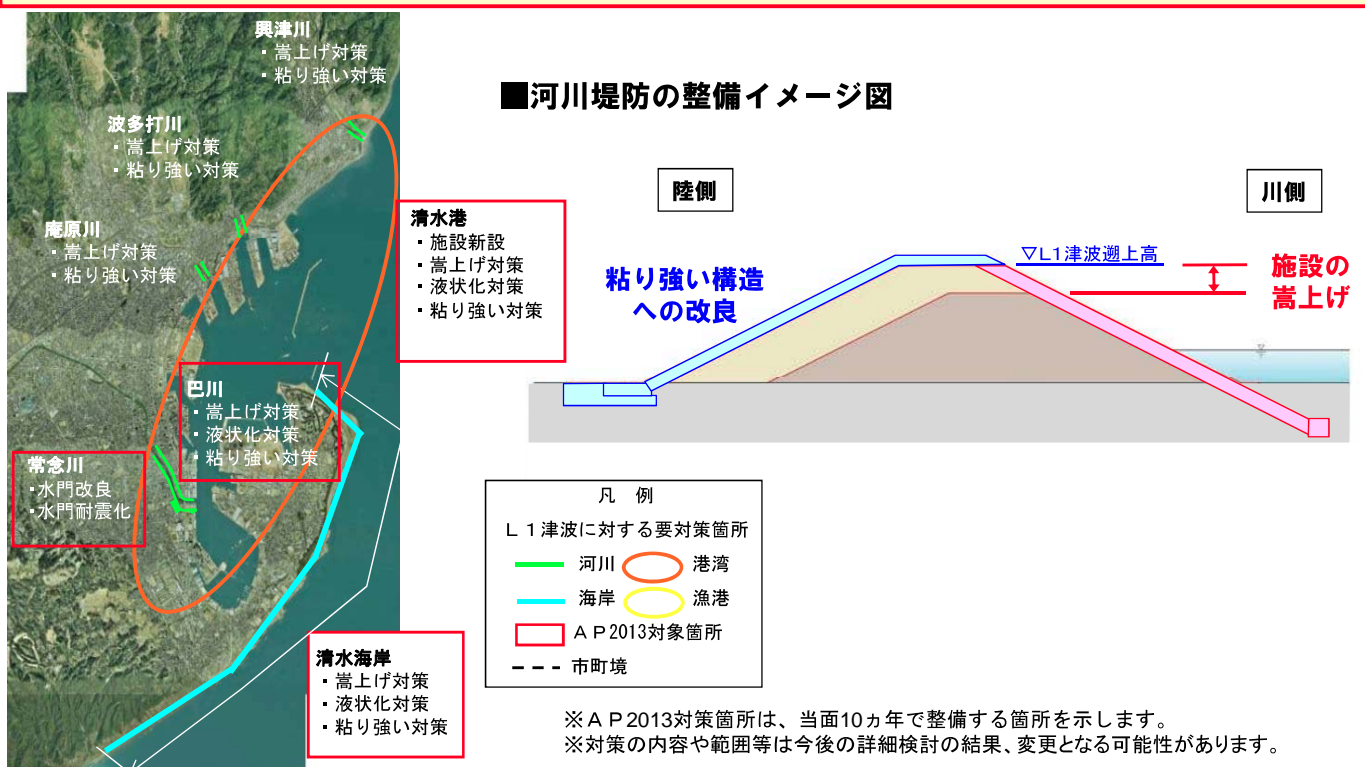 興津川
・嵩上げ対策
・粘り強い対策
波多打川
・嵩上げ対策
・粘り強い対策
庵原川
・嵩上げ対策
・粘り強い対策
清水港
・施設新設
・嵩上げ対策
・液状化対策
・粘り強い対策
巴川
・嵩上げ対策
・液状化対策
・粘り強い対策
常念川
・水門改良
・水門耐震化
清水海岸
・嵩上げ対策
・液状化対策
・粘り強い対策
■河川堤防の整備イメージ図
陸側
川側
粘り強い構造
への改良
▽L1津波遡上高
施設の
嵩上げ
凡 例
L 1津波に対する要対策箇所
河川 港湾
海岸 漁港
A P2013対象箇所
市町境
※A P2013対策箇所は、当面10ヵ年で整備する箇所を示します。
※対策の内容や範囲等は今後の詳細検討の結果、変更となる可能性があります。